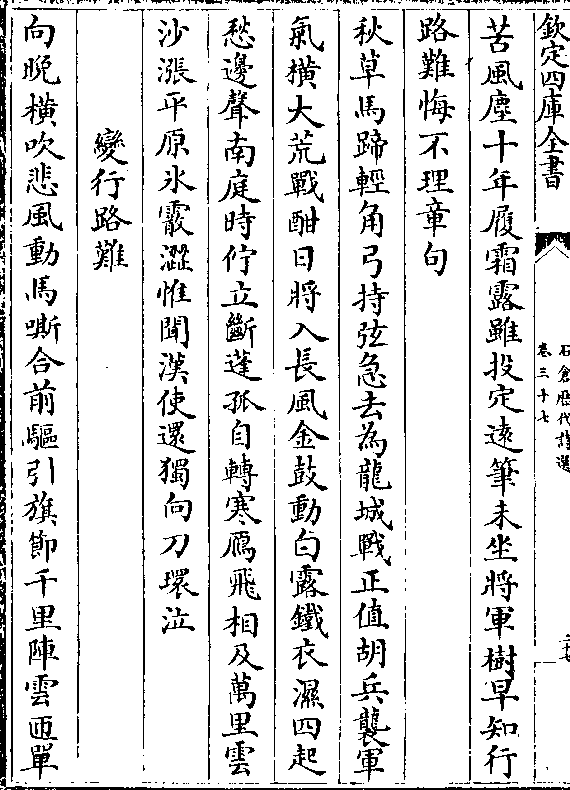 欽定四庫全書
石倉歷代詩選
卷三十七
二十七
苦風塵十年履霜露雖投定遠筆未坐將軍樹早知行
路難悔不理章句
秋草馬蹄輕角弓持弦急去為龍城戰正值胡兵襲軍
氣橫大荒戰酣日將入長風金鼓動白露鐵衣濕四起
愁邊聲南庭時佇立斷蓬孤自轉寒鴈飛相及萬里雲
沙漲平原氷霰澀惟聞漢使還獨向刀環泣
變行路難
向晚橫吹悲風動馬嘶合前驅引旗節千里陣雲匝單